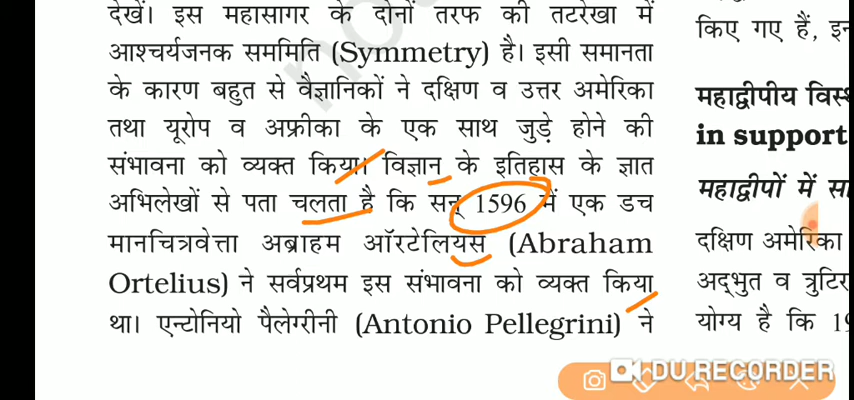 देखें। इस महासागर के दोनों तरफ की तटरेखा में
आश्चर्यजनक सममिति (Symmetry) है। इसी समानता
के कारण बहुत से वैज्ञानिकों ने दक्षिण व उत्तर अमेरिका
तथा यूरोप व अफ्रीका के एक साथ जुड़े होने की
संभावना को व्यक्त किया। विज्ञान के इतिहास के ज्ञात
अभिलेखों से पता चलता है कि सन् 1596 में एक डच
मानचित्रवेत्ता अब्राहम ऑरटेलियस (Abraham
Ortelius) ने सर्वप्रथम इस संभावना को व्यक्त किया
था। एन्टोनियो पैलेग्रीनी (Antonio Pellegrini) ने
किए गए हैं,
महाद्वीपीय
in support
महाद्वीपों में
दक्षिण अमेरिका
अद्भुत व
योग्य है कि
DU RECORDER